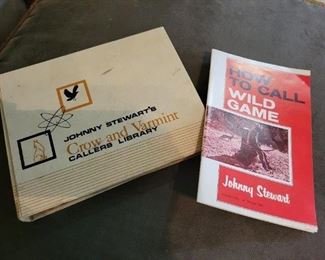 JOHNNY STEWART'S
Crow and Varmint
CALLERS LIBRARY
HOW TO CALL
WILD
GAME
Johnny Stewart